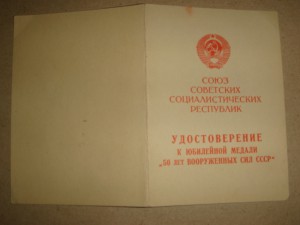 СОЮЗ
СОВЕТСКИХ
СОЦИАЛИСТИЧЕСКИХ
РЕСПУБЛИК
УДОСТОВЕРЕНИЕ
К ЮБИЛЕЙНОЙ МЕДАЛИ
„50 ЛЕТ ВООРУЖЕННЫХ СИЛ СССР“